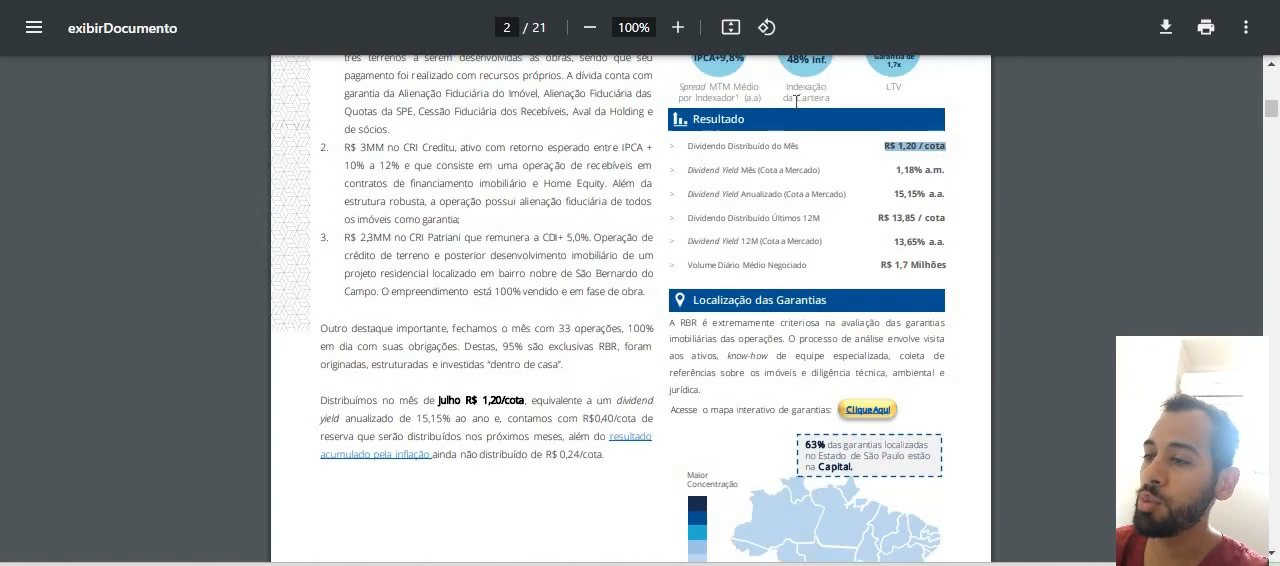 exibirDocumento
2 / 21
100%
três terrenos a serem desenvolvidas as obras, sendo que seu
pagamento foi realizado com recursos próprios. A dívida conta com
garantia da Alienação Fiduciária do Imóvel, Alienação Fiduciária das
Quotas da SPE, Cessão Fiduciária dos Recebíveis, Aval da Holding e
de sócios.
2. R$ 3MM no CRI Creditu, ativo com retorno esperado entre IPCA +
10% a 12% e que consiste em uma operação de recebíveis em
contratos de financiamento imobiliário e Home Equity. Além da
estrutura robusta, a operação possui alienação fiduciária de todos
os imóveis como garantia;
3. R$ 2,3MM no CRI Patriani que remunera a CDI+ 5,0%. Operação de
crédito de terreno e posterior desenvolvimento imobiliário de um
projeto residencial localizado em bairro nobre de São Bernardo do
Campo. O empreendimento está 100% vendido e em fase de obra.
Outro destaque importante, fechamos o mês com 33 operações, 100%
em dia com suas obrigações. Destas, 95% são exclusivas RBR, foram
originadas, estruturadas e investidas “dentro de casa”.
Distribuímos no mês de Julho R$ 1,20/cota, equivalente a um dividend
yield anualizado de 15,15% ao ano e, contamos com R$0,40/cota de
reserva que serão distribuídos nos próximos meses, além do resultado
acumulado pela inflação ainda não distribuído de R$ 0,24/cota.
IPCA+9,8%
48% Inf.
Garantia de
1,7x
Spread MTM Médio
por Indexador¹ (a.a)
Indexação
da Carteira
LTV
Resultado
> Dividendo Distribuído do Mês R$ 1,20 / cota
> Dividend Yield Mês (Cota a Mercado) 1,18% a.m.
> Dividend Yield Anualizado (Cota a Mercado) 15,15% a.a.
> Dividendo Distribuído Últimos 12M R$ 13,85 / cota
> Dividend Yield 12M (Cota a Mercado) 13,65% a.a.
> Volume Diário Médio Negociado R$ 1,7 Milhões
Localização das Garantias
A RBR é extremamente criteriosa na avaliação das garantias
imobiliárias das operações. O processo de análise envolve visita
aos ativos, know-how de equipe especializada, coleta de
referências sobre os imóveis e diligência técnica, ambiental e
jurídica.
Acesse o mapa interativo de garantias: Clique Aqui
63% das garantias localizadas
no Estado de São Paulo estão
na Capital.
Maior
Concentração